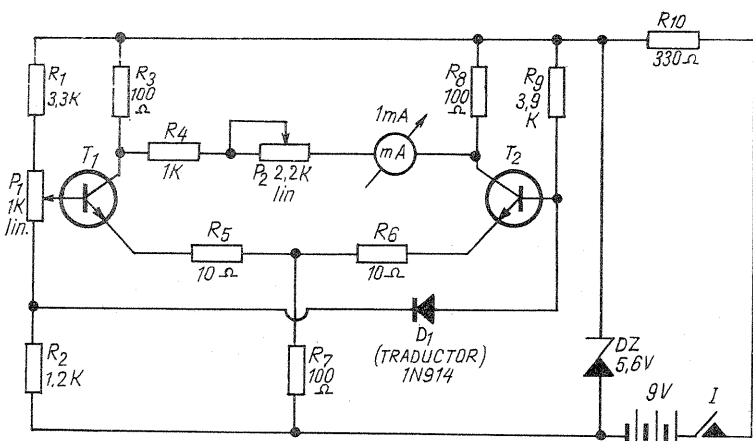 R10
330Ω
R1
3,3K
R3
100
Ω
R8
100
Ω
R9
3,9
K
1mA
mA
R4
1K
P2 2,2K
lin
T1
T2
P1
1K
lin.
R5
10Ω
R6
10Ω
D1
(TRADUCTOR)
1N914
R2
1,2K
R7
100
Ω
DZ
5,6V
9V
I